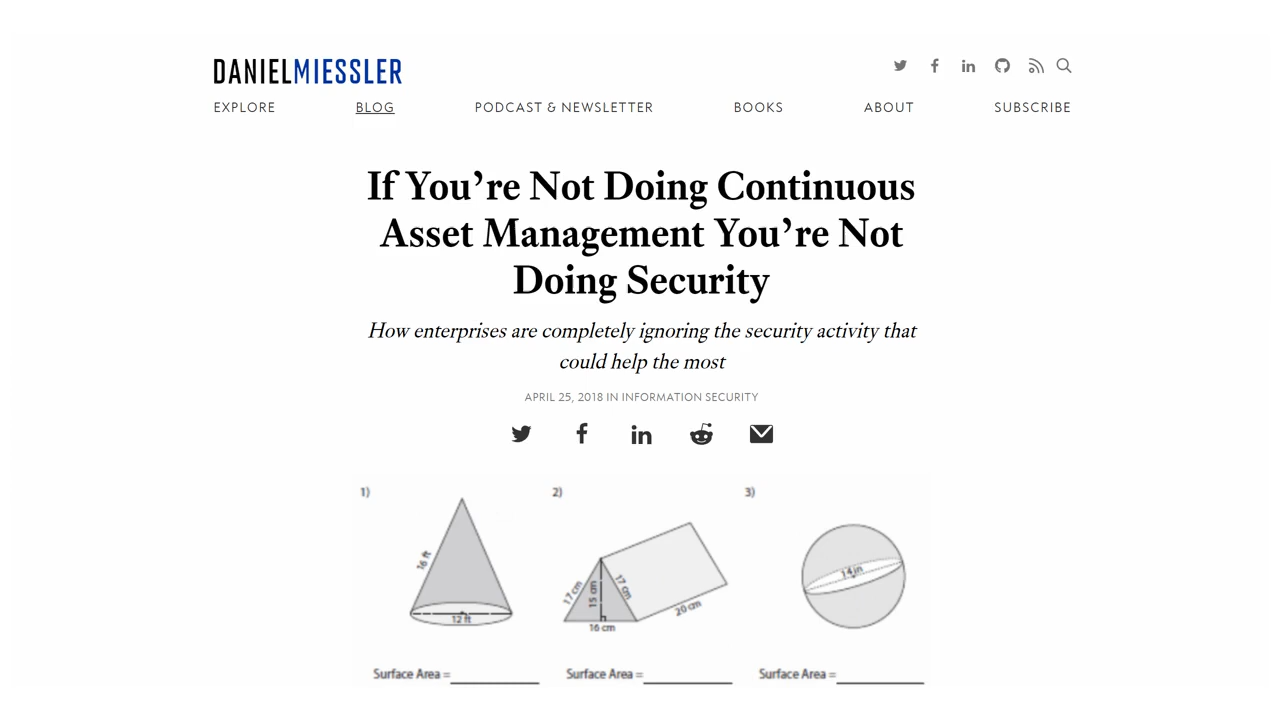 DANIELMIESSLER
EXPLORE BLOG PODCAST & NEWSLETTER BOOKS ABOUT SUBSCRIBE
If You’re Not Doing Continuous
Asset Management You’re Not
Doing Security
How enterprises are completely ignoring the security activity that
could help the most
APRIL 25, 2018 IN INFORMATION SECURITY
1) 2) 3)
16 ft
12 ft
17 cm
15 cm
17 cm
16 cm
20 cm
14 in
Surface Area =__________ Surface Area =__________ Surface Area =__________